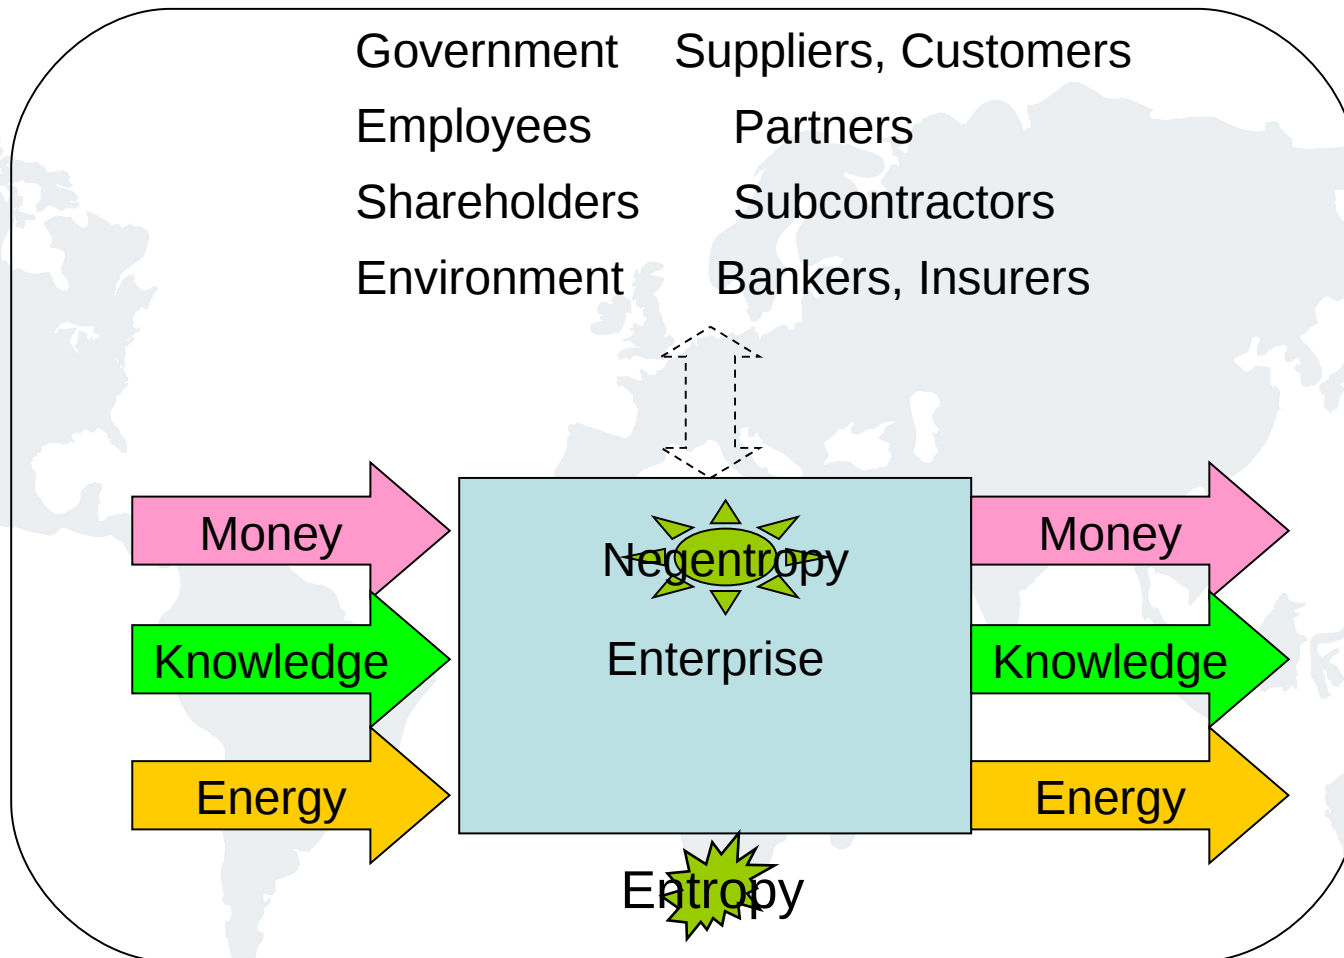 Government Suppliers, Customers
Employees Partners
Shareholders Subcontractors
Environment Bankers, Insurers
Money Negentropy Money
Knowledge Enterprise Knowledge
Energy Energy
Entropy